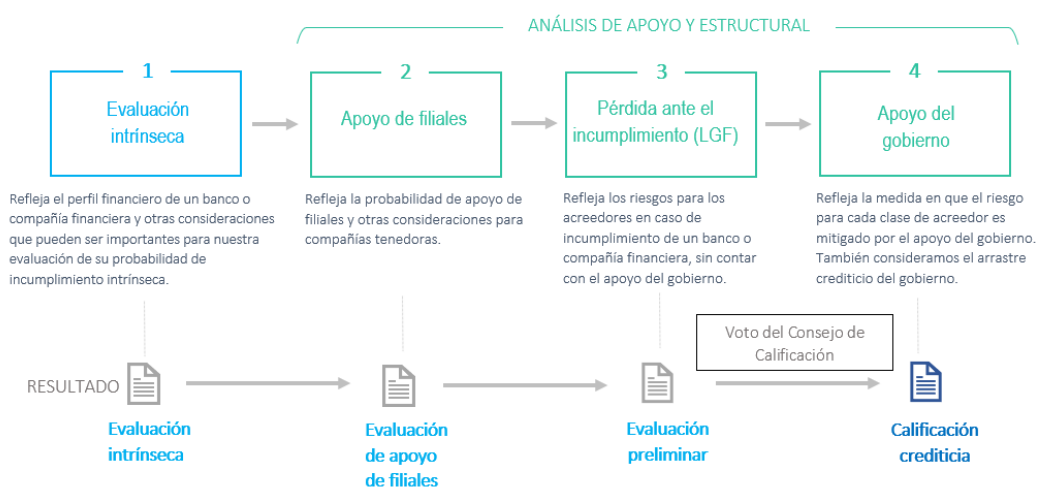 ANÁLISIS DE APOYO Y ESTRUCTURAL
1
Evaluación
intrínseca
2
Apoyo de filiales
3
Pérdida ante el
incumplimiento (LGF)
4
Apoyo del
gobierno
Refleja el perfil financiero de un banco o
compañía financiera y otras consideraciones
que pueden ser importantes para nuestra
evaluación de su probabilidad de
incumplimiento intrínseca.
Refleja la probabilidad de apoyo de
filiales y otras consideraciones para
compañías tenedoras.
Refleja los riesgos para los
acreedores en caso de
incumplimiento de un banco o
compañía financiera, sin contar
con el apoyo del gobierno.
Refleja la medida en que el riesgo
para cada clase de acreedor es
mitigado por el apoyo del gobierno.
También consideramos el arrastre
crediticio del gobierno.
Voto del Consejo de
Calificación
RESULTADO
Evaluación
intrínseca
Evaluación
de apoyo
de filiales
Evaluación
preliminar
Calificación
crediticia